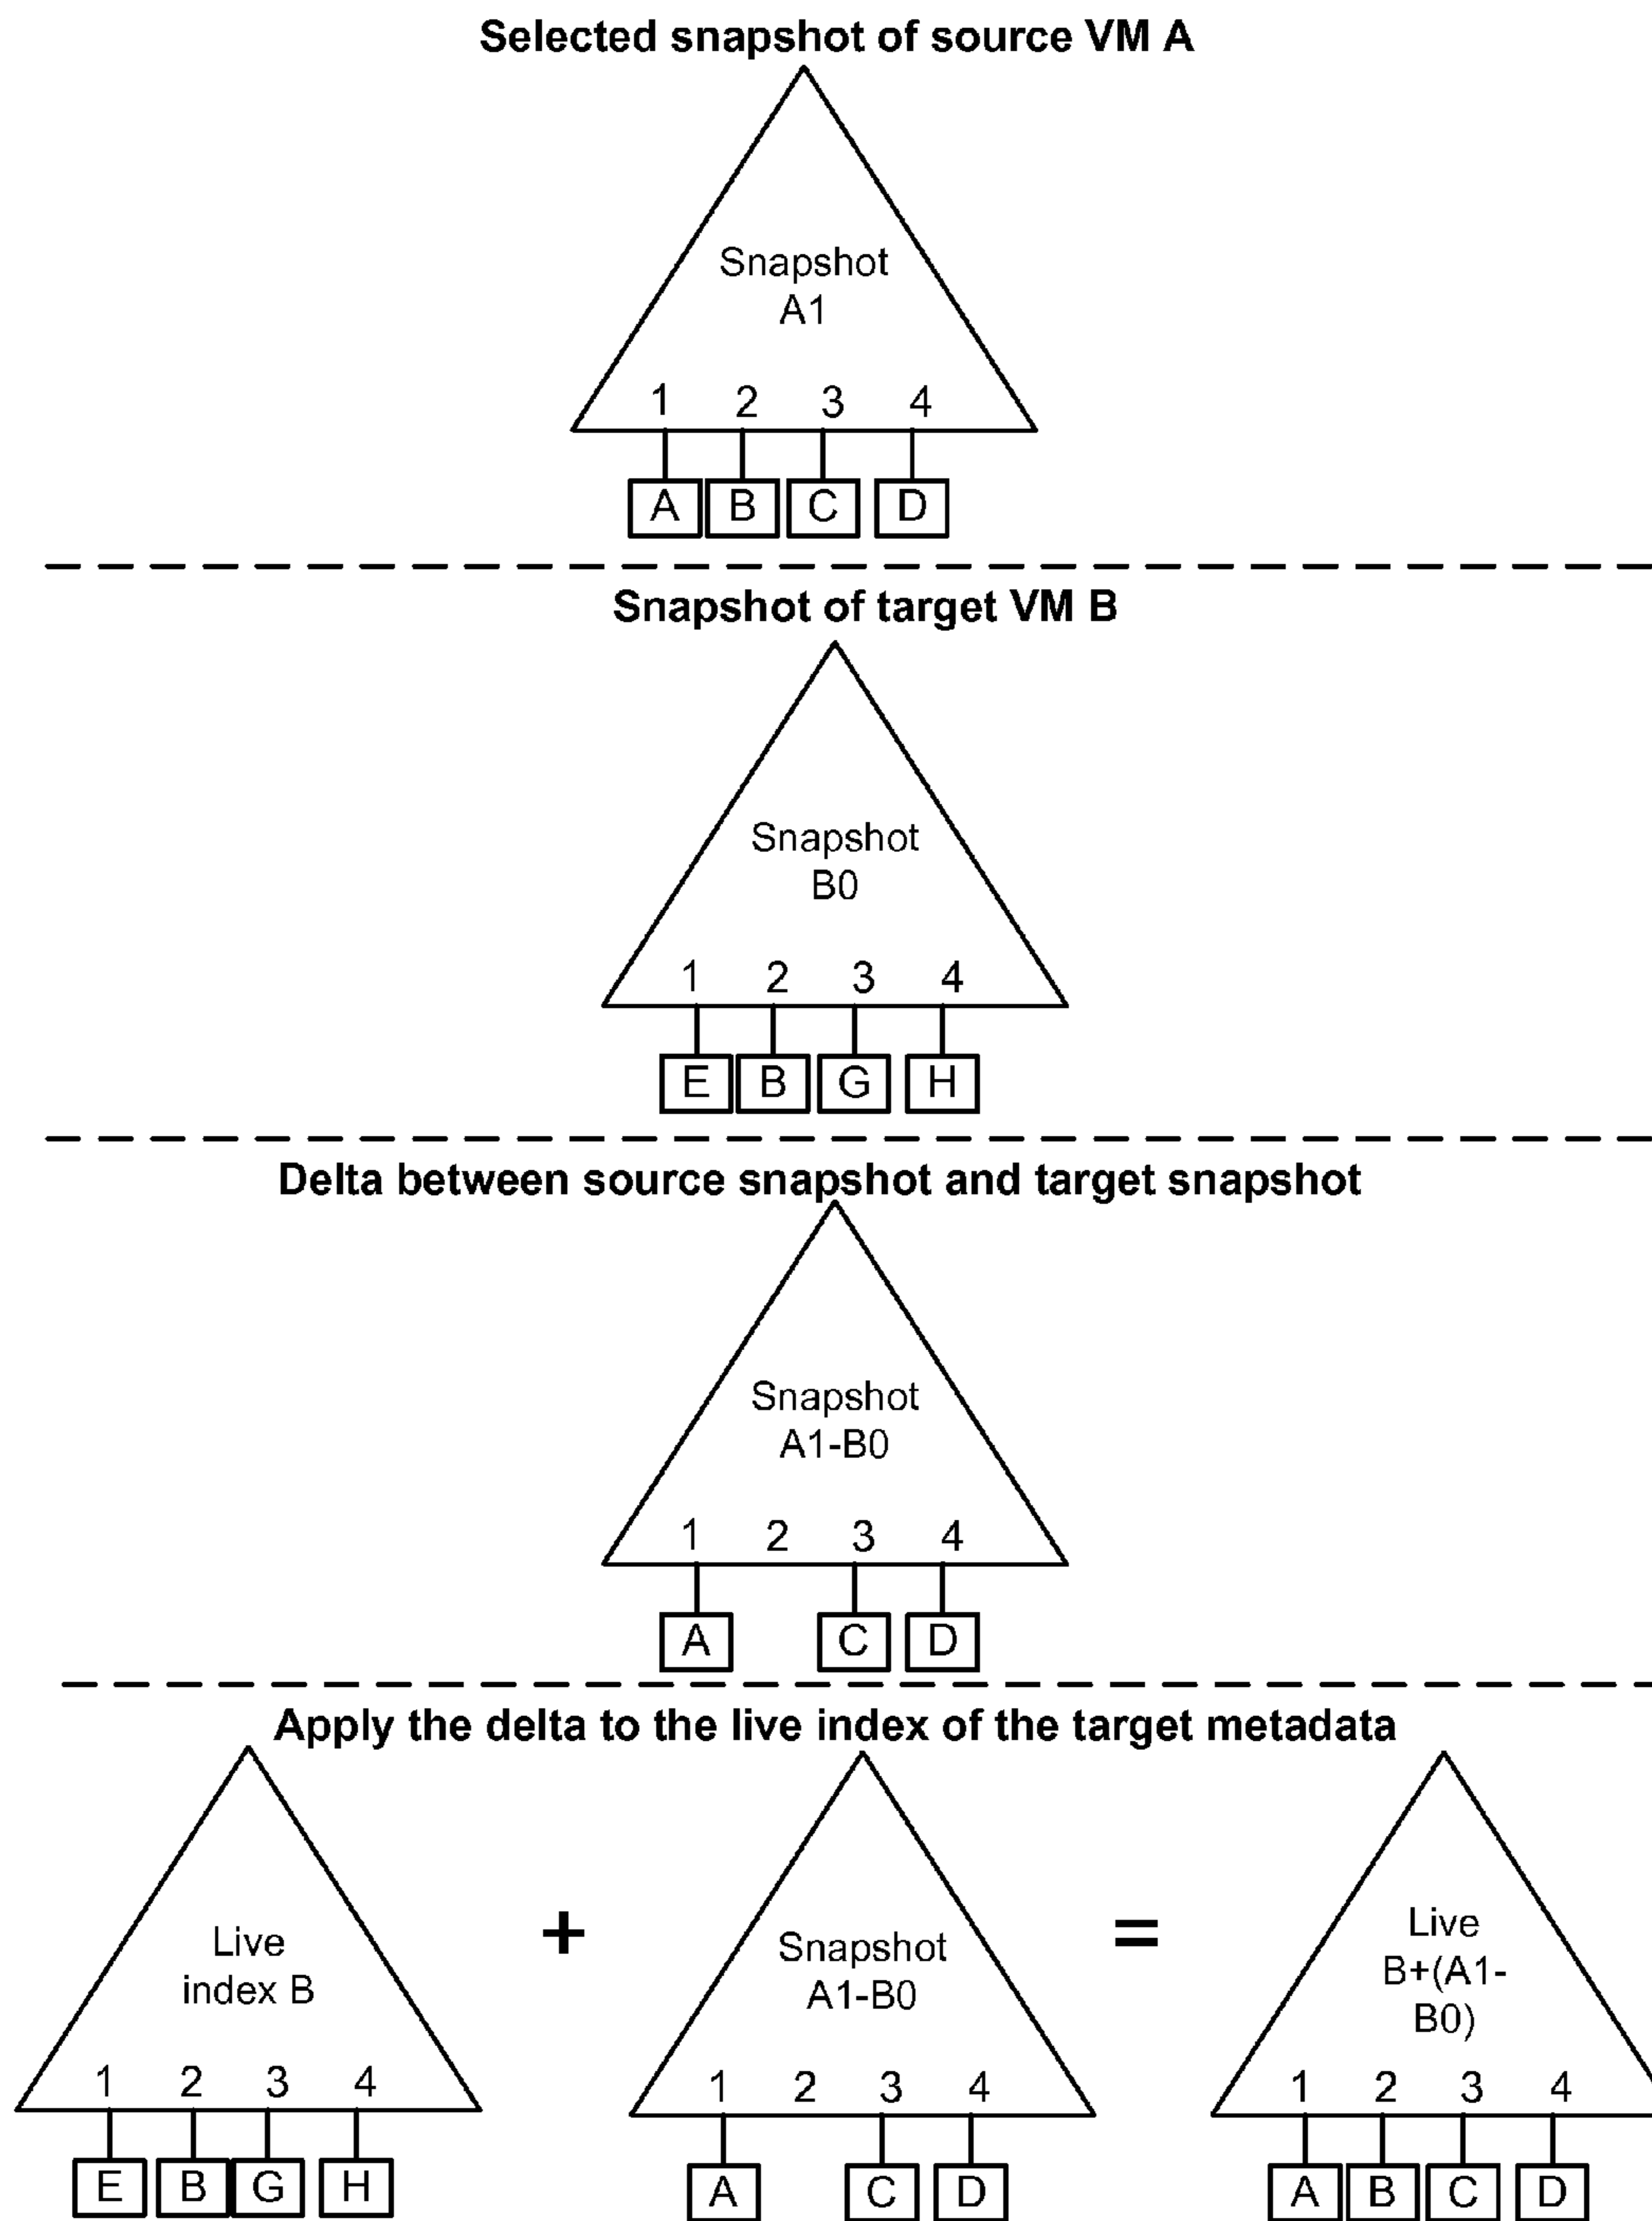 Selected snapshot of source VM A
Snapshot
A1
1 2 3 4
A B C D
Snapshot of target VM B
Snapshot
B0
1 2 3 4
E B G H
Delta between source snapshot and target snapshot
Snapshot
A1-B0
1 2 3 4
A C D
Apply the delta to the live index of the target metadata
Live
index B
1 2 3 4
E B G H
+
Snapshot
A1-B0
1 2 3 4
A C D
=
Live
B+(A1-
B0)
1 2 3 4
A B C D